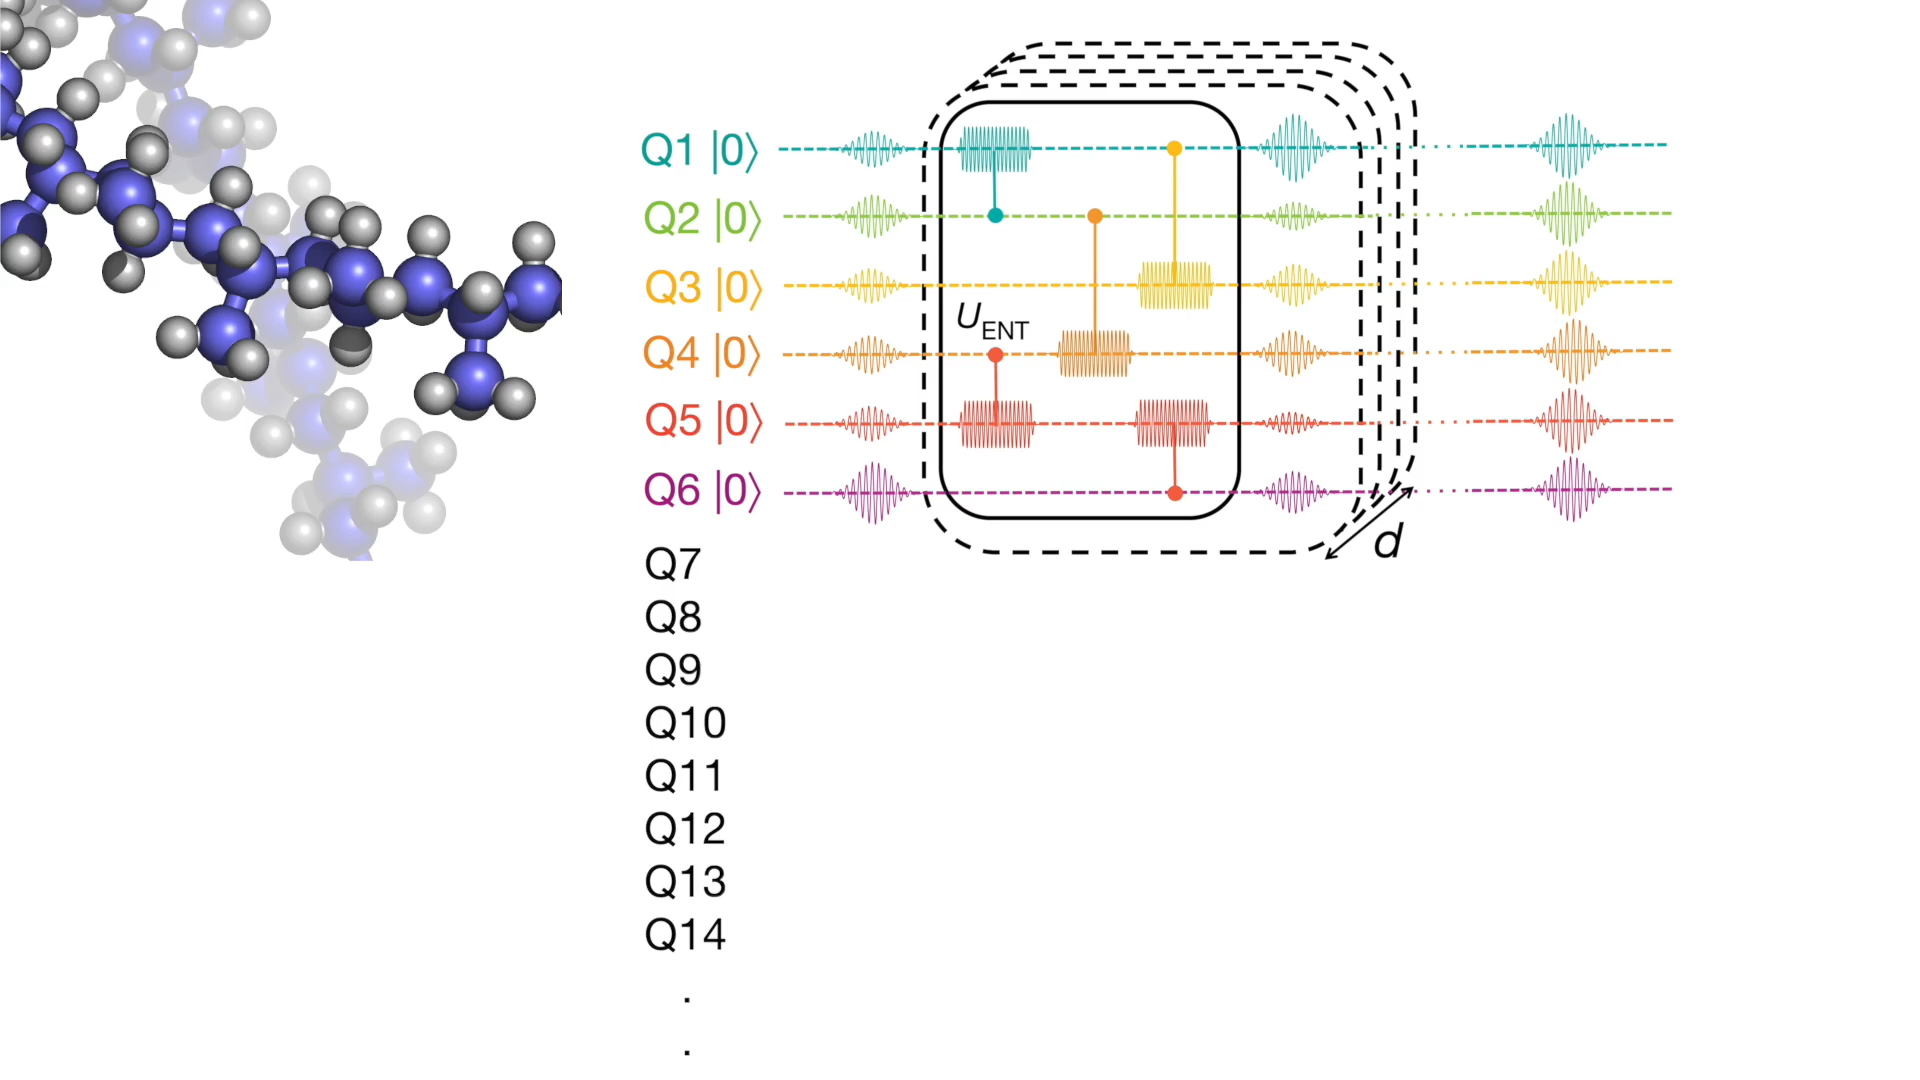 Q1 |0⟩
Q2 |0⟩
Q3 |0⟩
U_ENT
Q4 |0⟩
Q5 |0⟩
Q6 |0⟩
d
Q7
Q8
Q9
Q10
Q11
Q12
Q13
Q14
.
.